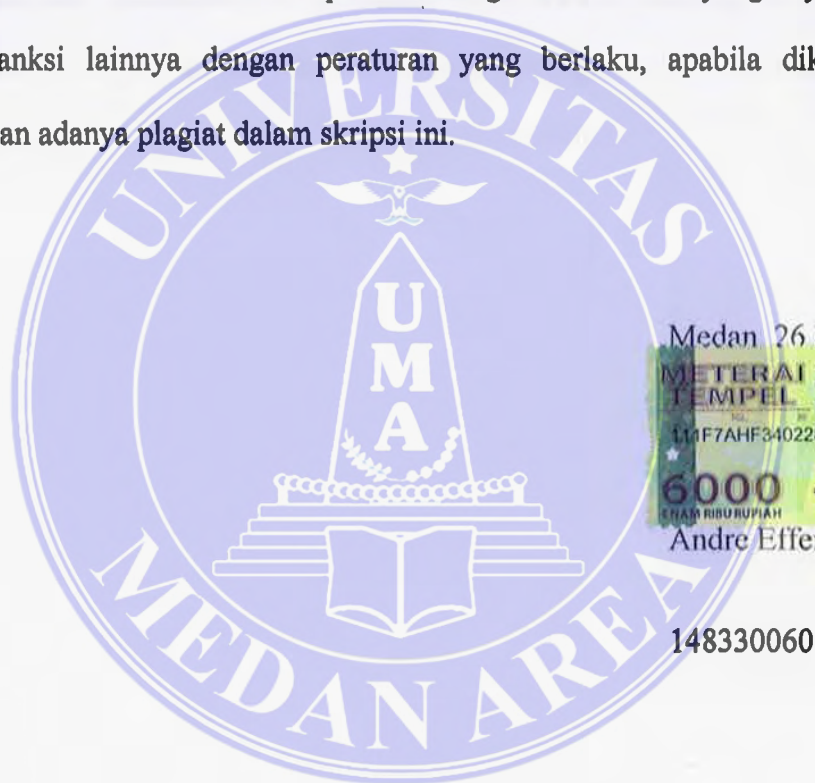 anksi lainnya dengan peraturan yang berlaku, apabila dik
an adanya plagiat dalam skripsi ini.
UNIVERSITAS
UMA
MEDAN AREA
Medan 26
METERAI
TEMPEL
6000
ENAM RIBU RUPIAH
Andre Effe
148330060